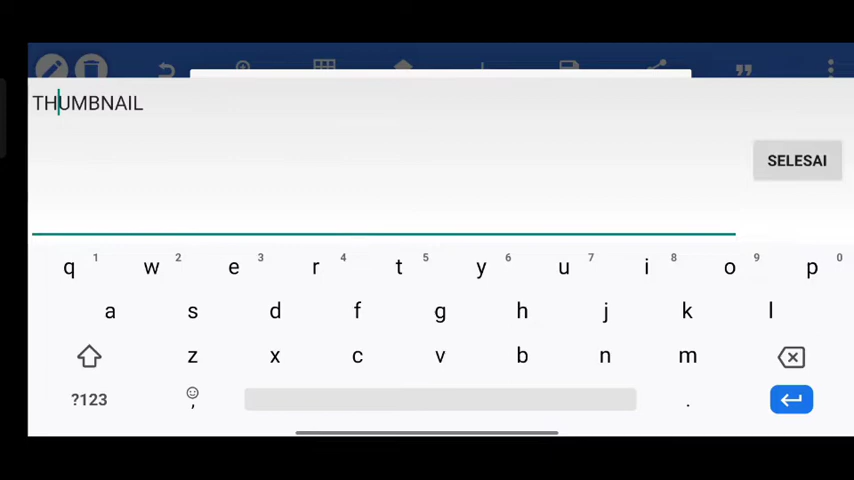 THUMBNAIL
SELESAI
q 1 w 2 e 3 r 4 t 5 y 6 u 7 i 8 o 9 p 0
a s d f g h j k l
z x c v b n m
?123 , .